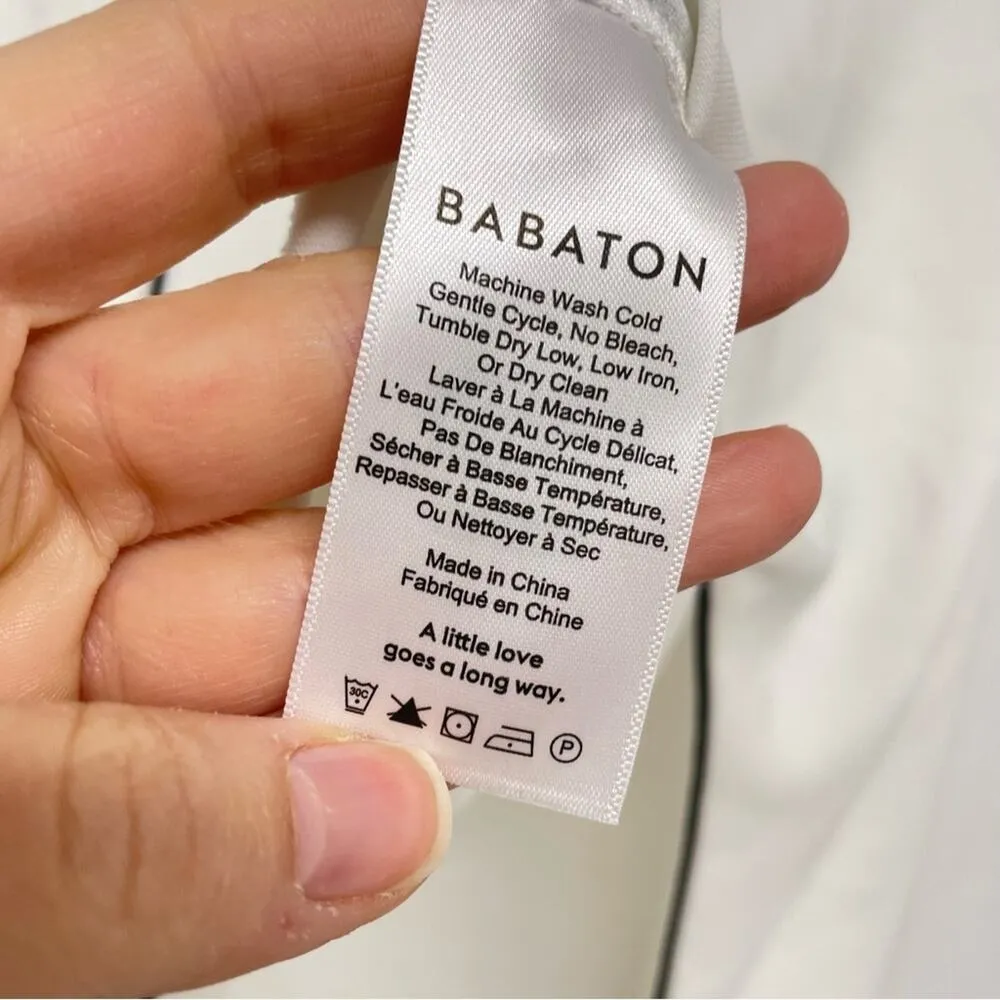 BABATON
Machine Wash Cold
Gentle Cycle, No Bleach,
Tumble Dry Low, Low Iron,
Or Dry Clean
Laver à La Machine à
L'eau Froide Au Cycle Délicat,
Pas De Blanchiment,
Sécher à Basse Température,
Repasser à Basse Température,
Ou Nettoyer à Sec
Made in China
Fabriqué en Chine
A little love
goes a long way.
30C P